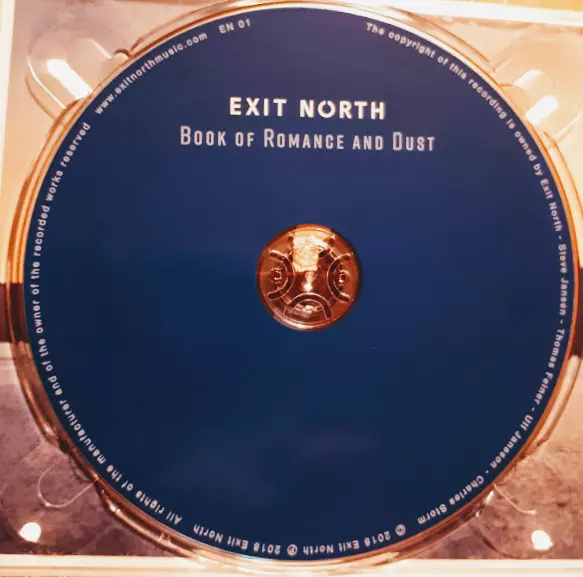 EXIT NORTH
BOOK OF ROMANCE AND DUST
www.exitnorthmusic.com EN 01
The copyright of this recording is owned by Exit North - Steve Jansen - Thomas Feiner - Ulf Jansson - Charles Storm
© 2018 Exit North ℗ 2018 Exit North
All rights of the manufacturer and of the owner of the recorded works reserved